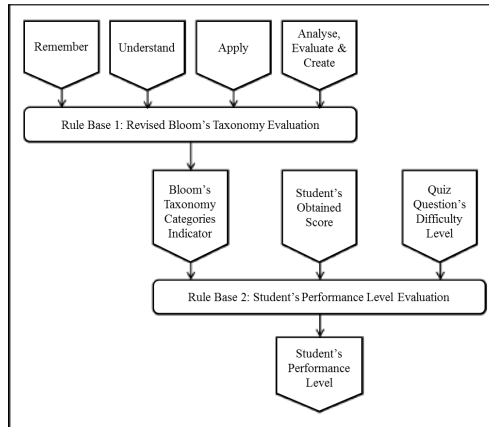 Remember
Understand
Apply
Analyse,
Evaluate &
Create
Rule Base 1: Revised Bloom's Taxonomy Evaluation
Bloom's
Taxonomy
Categories
Indicator
Student's
Obtained
Score
Quiz
Question's
Difficulty
Level
Rule Base 2: Student's Performance Level Evaluation
Student's
Performance
Level